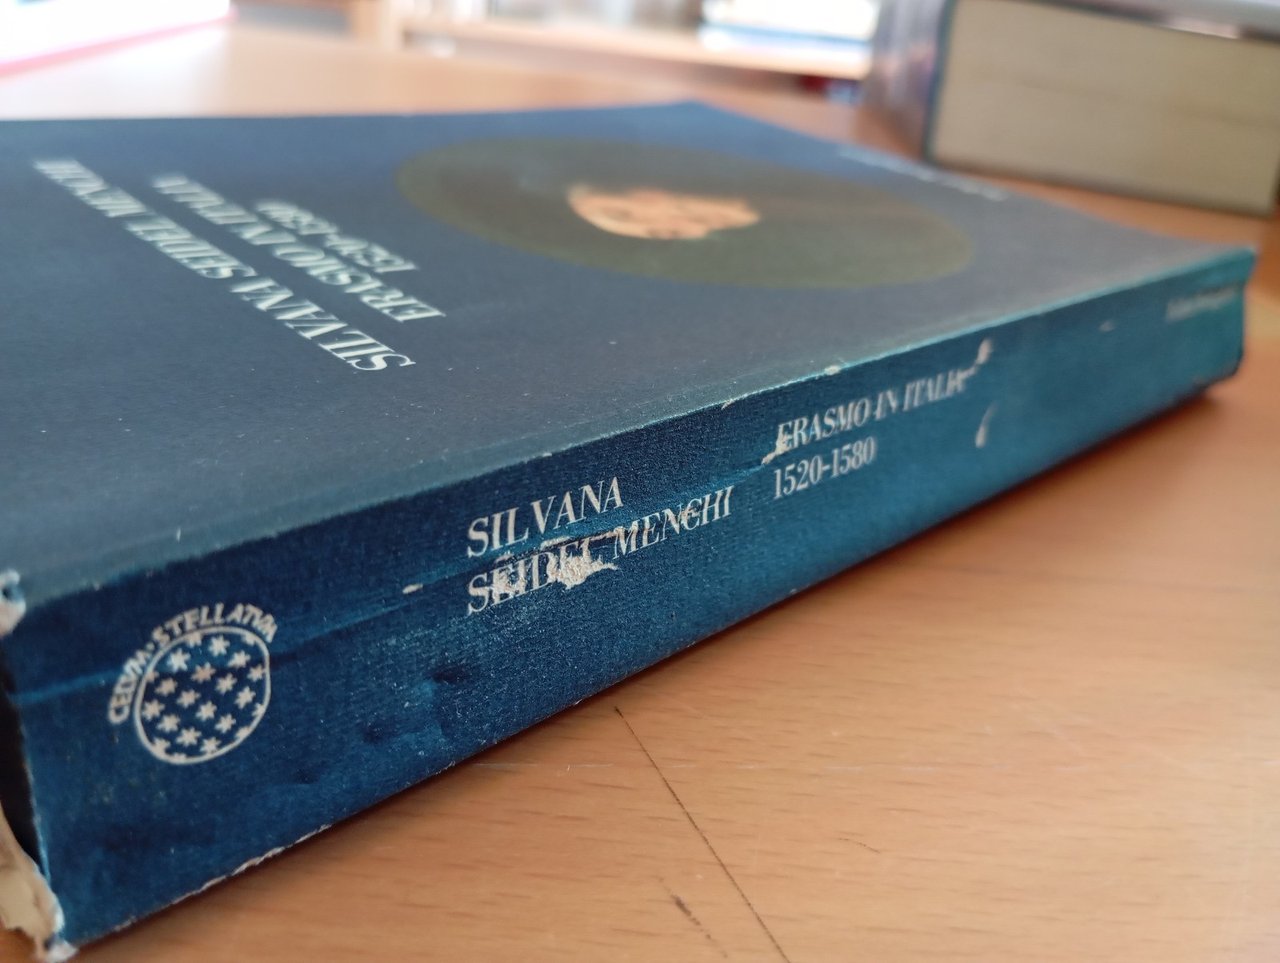 SILVANA SEIDEL MENCHI
ERASMO IN ITALIA
1520-1580
CELVM·STELLATVM
SILVANA
SEIDEL MENCHI
ERASMO IN ITALIA
1520-1580